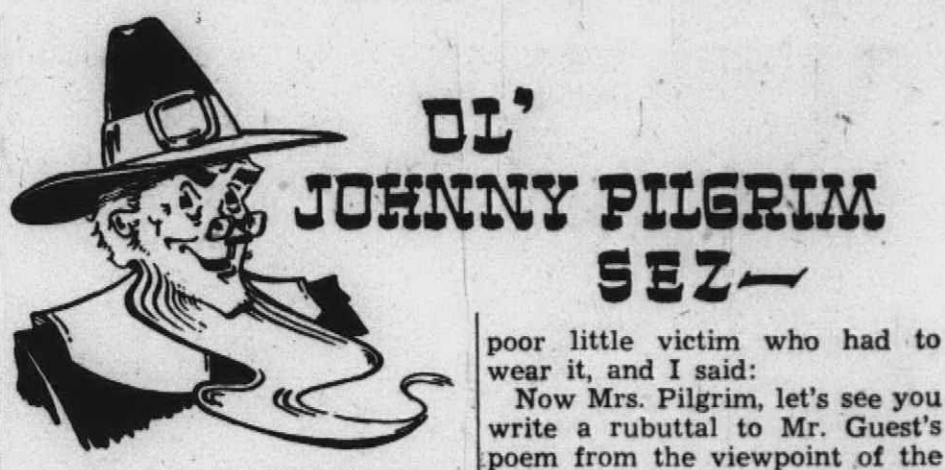 OL'
JOHNNY PILGRIM
SEZ—
poor little victim who had to
wear it, and I said:
Now Mrs. Pilgrim, let's see you
write a rubuttal to Mr. Guest's
poem from the viewpoint of the